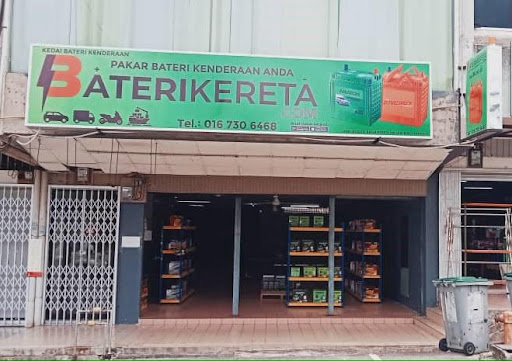 KEDAI BATERI KENDERAAN
PAKAR BATERI KENDERAAN ANDA
BATERIKERETA
.COM
Tel.: 016 730 6468